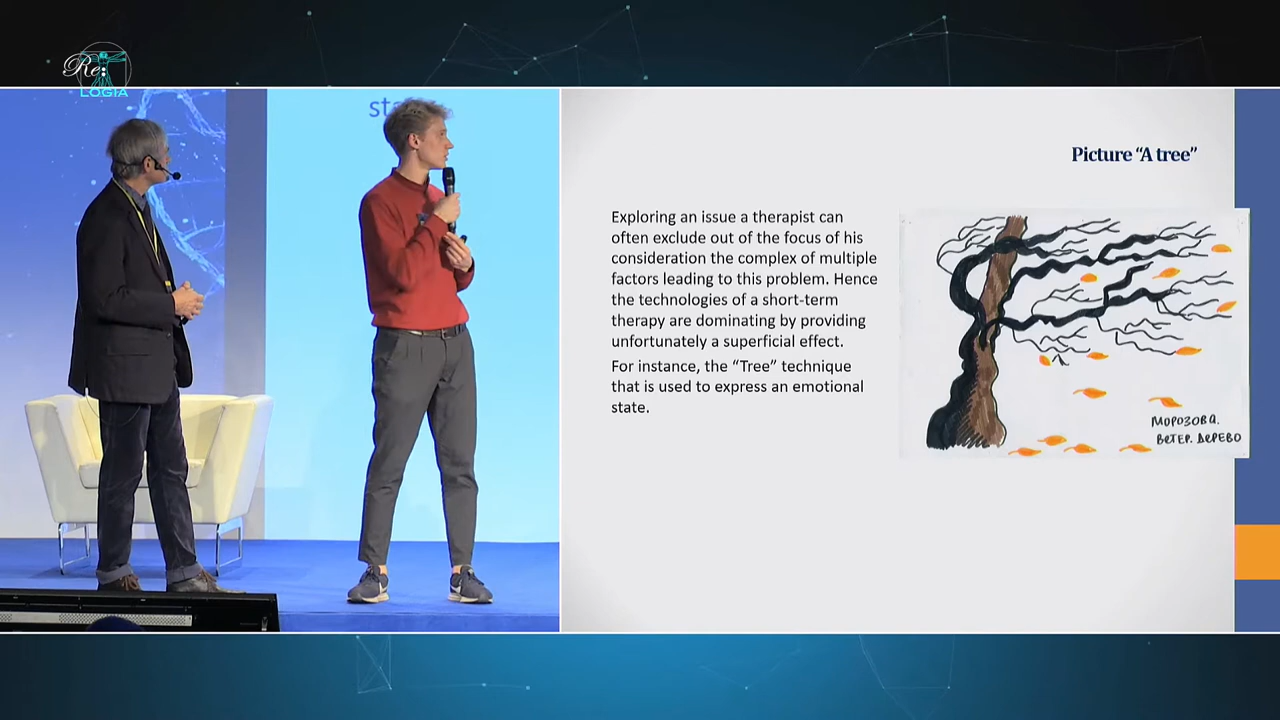 Re:
LOGIA
sta
Picture “A tree”
Exploring an issue a therapist can
often exclude out of the focus of his
consideration the complex of multiple
factors leading to this problem. Hence
the technologies of a short-term
therapy are dominating by providing
unfortunately a superficial effect.
For instance, the “Tree” technique
that is used to express an emotional
state.
МОРОЗОВА.
ВЕТЕР. ДЕРЕВО